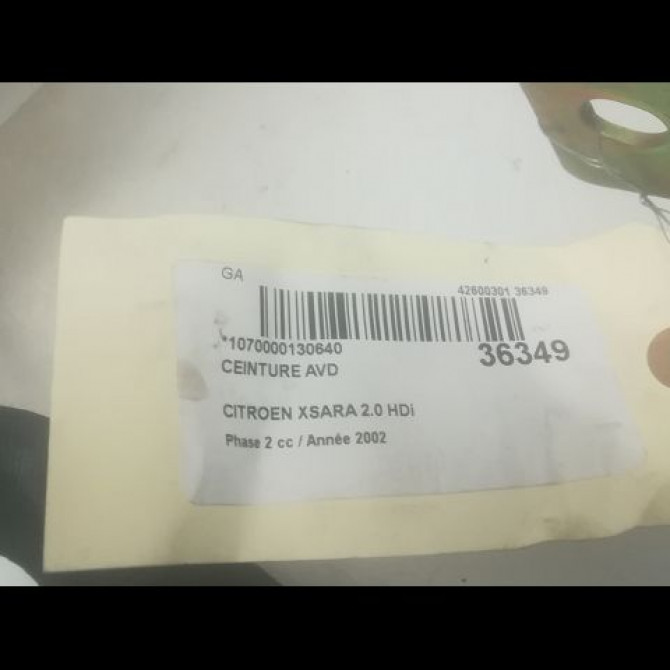 GA
42600301 36349
*1070000130640
36349
CEINTURE AVD
CITROEN XSARA 2.0 HDi
Phase 2 cc / Année 2002